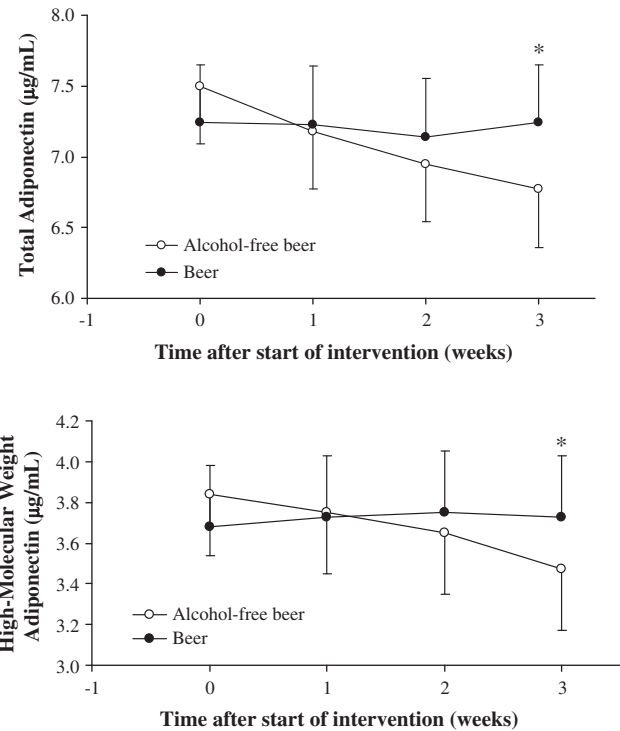 8.0
7.5
7.0
6.5
6.0
Total Adiponectin (µg/mL)
*
Alcohol-free beer
Beer
-1 0 1 2 3
Time after start of intervention (weeks)
4.2
4.0
3.8
3.6
3.4
3.2
3.0
High-Molecular Weight
Adiponectin (µg/mL)
*
Alcohol-free beer
Beer
-1 0 1 2 3
Time after start of intervention (weeks)